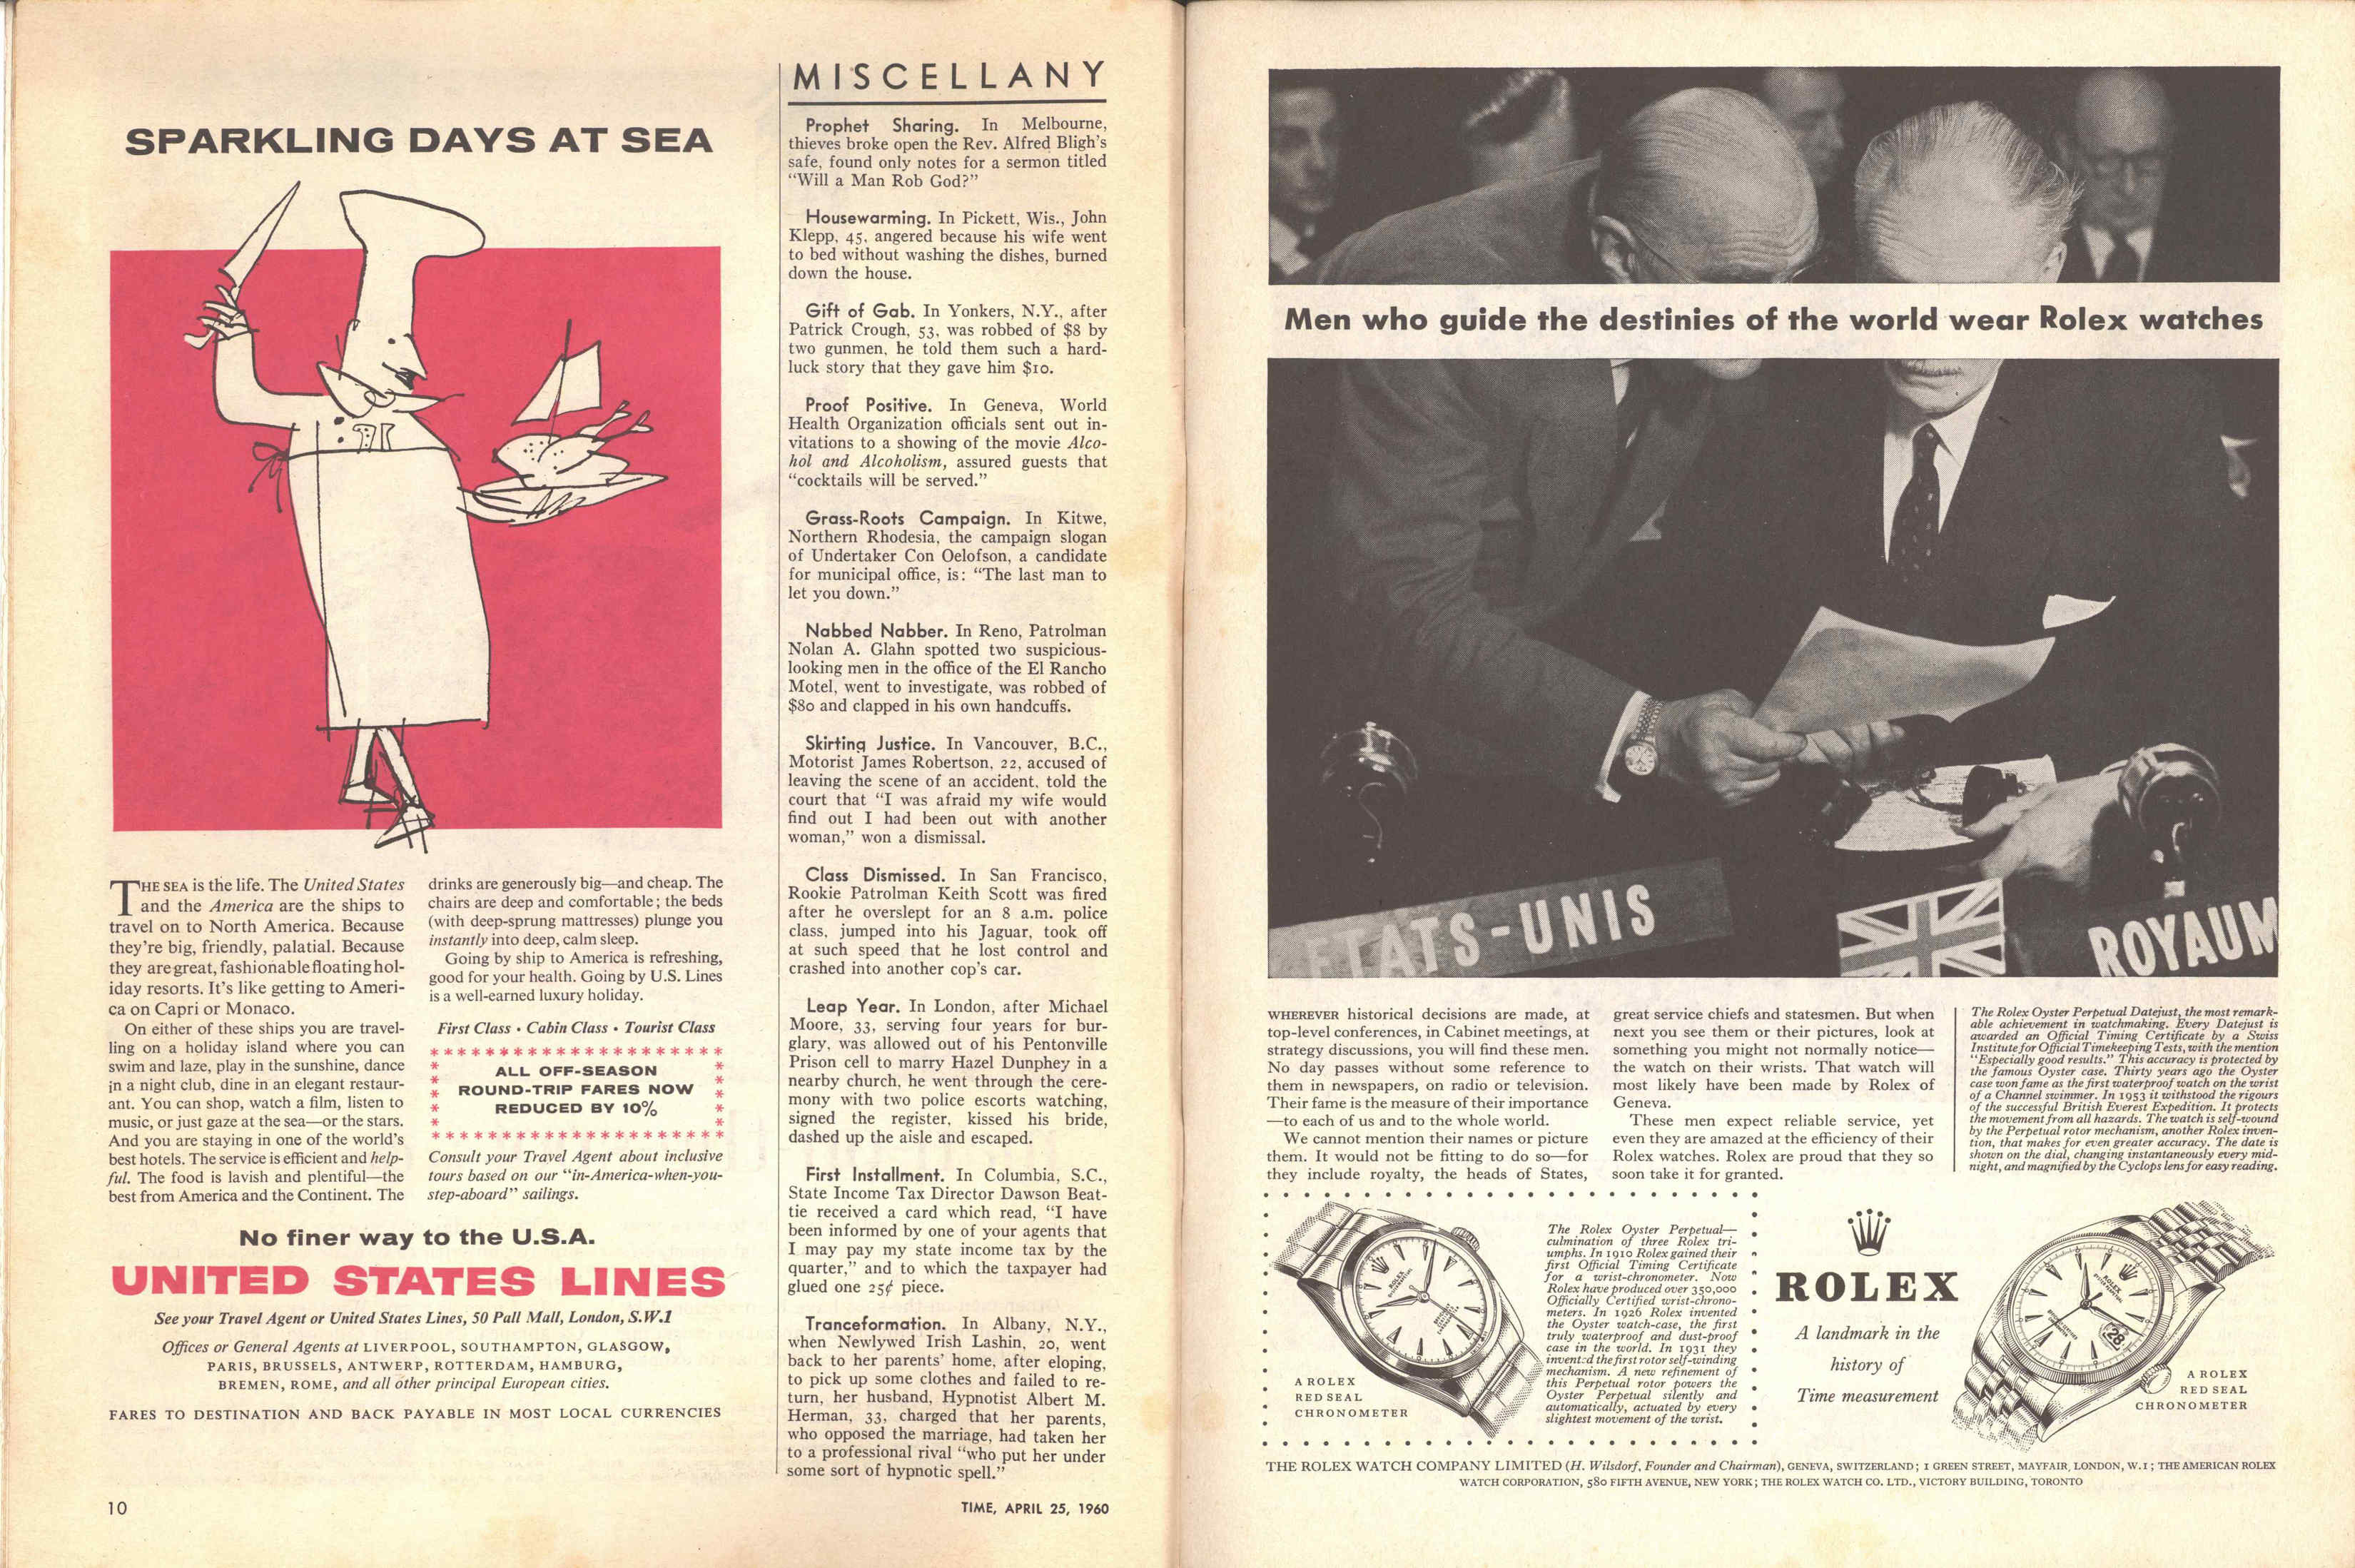 SPARKLING DAYS AT SEA
THE SEA is the life. The United States
and the America are the ships to
travel on to North America. Because
they're big, friendly, palatial. Because
they are great, fashionable floating hol-
iday resorts. It's like getting to Ameri-
ca on Capri or Monaco.
On either of these ships you are travel-
ling on a holiday island where you can
swim and laze, play in the sunshine, dance
in a night club, dine in an elegant restaur-
ant. You can shop, watch a film, listen to
music, or just gaze at the sea—or the stars.
And you are staying in one of the world's
best hotels. The service is efficient and help-
ful. The food is lavish and plentiful—the
best from America and the Continent. The
drinks are generously big—and cheap. The
chairs are deep and comfortable; the beds
(with deep-sprung mattresses) plunge you
instantly into deep, calm sleep.
Going by ship to America is refreshing,
good for your health. Going by U.S. Lines
is a well-earned luxury holiday.
First Class • Cabin Class • Tourist Class
ALL OFF-SEASON
ROUND-TRIP FARES NOW
REDUCED BY 10%
Consult your Travel Agent about inclusive
tours based on our "in-America-when-you-
step-aboard" sailings.
No finer way to the U.S.A.
UNITED STATES LINES
See your Travel Agent or United States Lines, 50 Pall Mall, London, S.W.1
Offices or General Agents at LIVERPOOL, SOUTHAMPTON, GLASGOW,
PARIS, BRUSSELS, ANTWERP, ROTTERDAM, HAMBURG,
BREMEN, ROME, and all other principal European cities.
FARES TO DESTINATION AND BACK PAYABLE IN MOST LOCAL CURRENCIES
10
MISCELLANY
Prophet Sharing. In Melbourne,
thieves broke open the Rev. Alfred Bligh's
safe, found only notes for a sermon titled
"Will a Man Rob God?"
Housewarming. In Pickett, Wis., John
Klepp, 45, angered because his wife went
to bed without washing the dishes, burned
down the house.
Gift of Gab. In Yonkers, N.Y., after
Patrick Crough, 53, was robbed of $8 by
two gunmen, he told them such a hard-
luck story that they gave him $10.
Proof Positive. In Geneva, World
Health Organization officials sent out in-
vitations to a showing of the movie Alco-
hol and Alcoholism, assured guests that
"cocktails will be served."
Grass-Roots Campaign. In Kitwe,
Northern Rhodesia, the campaign slogan
of Undertaker Con Oelofson, a candidate
for municipal office, is: "The last man to
let you down."
Nabbed Nabber. In Reno, Patrolman
Nolan A. Glahn spotted two suspicious-
looking men in the office of the El Rancho
Motel, went to investigate, was robbed of
$80 and clapped in his own handcuffs.
Skirting Justice. In Vancouver, B.C.,
Motorist James Robertson, 22, accused of
leaving the scene of an accident, told the
court that "I was afraid my wife would
find out I had been out with another
woman," won a dismissal.
Class Dismissed. In San Francisco,
Rookie Patrolman Keith Scott was fired
after he overslept for an 8 a.m. police
class, jumped into his Jaguar, took off
at such speed that he lost control and
crashed into another cop's car.
Leap Year. In London, after Michael
Moore, 33, serving four years for bur-
glary, was allowed out of his Pentonville
Prison cell to marry Hazel Dunphey in a
nearby church, he went through the cere-
mony with two police escorts watching,
signed the register, kissed his bride,
dashed up the aisle and escaped.
First Installment. In Columbia, S.C.,
State Income Tax Director Dawson Beat-
tie received a card which read, "I have
been informed by one of your agents that
I may pay my state income tax by the
quarter," and to which the taxpayer had
glued one 25¢ piece.
Tranceformation. In Albany, N.Y.,
when Newlywed Irish Lashin, 20, went
back to her parents' home, after eloping,
to pick up some clothes and failed to re-
turn, her husband, Hypnotist Albert M.
Herman, 33, charged that her parents,
who opposed the marriage, had taken her
to a professional rival "who put her under
some sort of hypnotic spell."
TIME, APRIL 25, 1960
Men who guide the destinies of the world wear Rolex watches
ETATS-UNIS
ROYAUM
WHEREVER historical decisions are made, at
top-level conferences, in Cabinet meetings, at
strategy discussions, you will find these men.
No day passes without some reference to
them in newspapers, on radio or television.
Their fame is the measure of their importance
—to each of us and to the whole world.
We cannot mention their names or picture
them. It would not be fitting to do so—for
they include royalty, the heads of States,
great service chiefs and statesmen. But when
next you see them or their pictures, look at
something you might not normally notice—
the watch on their wrists. That watch will
most likely have been made by Rolex of
Geneva.
These men expect reliable service, yet
even they are amazed at the efficiency of their
Rolex watches. Rolex are proud that they so
soon take it for granted.
The Rolex Oyster Perpetual Datejust, the most remark-
able achievement in watchmaking. Every Datejust is
awarded an Official Timing Certificate by a Swiss
Institute for Official Timekeeping Tests, with the mention
"Especially good results." This accuracy is protected by
the famous Oyster case. Thirty years ago the Oyster
case won fame as the first waterproof watch on the wrist
of a Channel swimmer. In 1953 it withstood the rigours
of the successful British Everest Expedition. It protects
the movement from all hazards. The watch is self-wound
by the Perpetual rotor mechanism, another Rolex inven-
tion, that makes for even greater accuracy. The date is
shown on the dial, changing instantaneously every mid-
night, and magnified by the Cyclops lens for easy reading.
A ROLEX
RED SEAL
CHRONOMETER
The Rolex Oyster Perpetual—
culmination of three Rolex tri-
umphs. In 1910 Rolex gained their
first Official Timing Certificate
for a wrist-chronometer. Now
Rolex have produced over 350,000
Officially Certified wrist-chrono-
meters. In 1926 Rolex invented
the Oyster watch-case, the first
truly waterproof and dust-proof
case in the world. In 1931 they
invented the first rotor self-winding
mechanism. A new refinement of
this Perpetual rotor powers the
Oyster Perpetual silently and
automatically, actuated by every
slightest movement of the wrist.
ROLEX
A landmark in the
history of
Time measurement
28
A ROLEX
RED SEAL
CHRONOMETER
THE ROLEX WATCH COMPANY LIMITED (H. Wilsdorf, Founder and Chairman), GENEVA, SWITZERLAND; 1 GREEN STREET, MAYFAIR, LONDON, W.1; THE AMERICAN ROLEX
WATCH CORPORATION, 580 FIFTH AVENUE, NEW YORK; THE ROLEX WATCH CO. LTD., VICTORY BUILDING, TORONTO